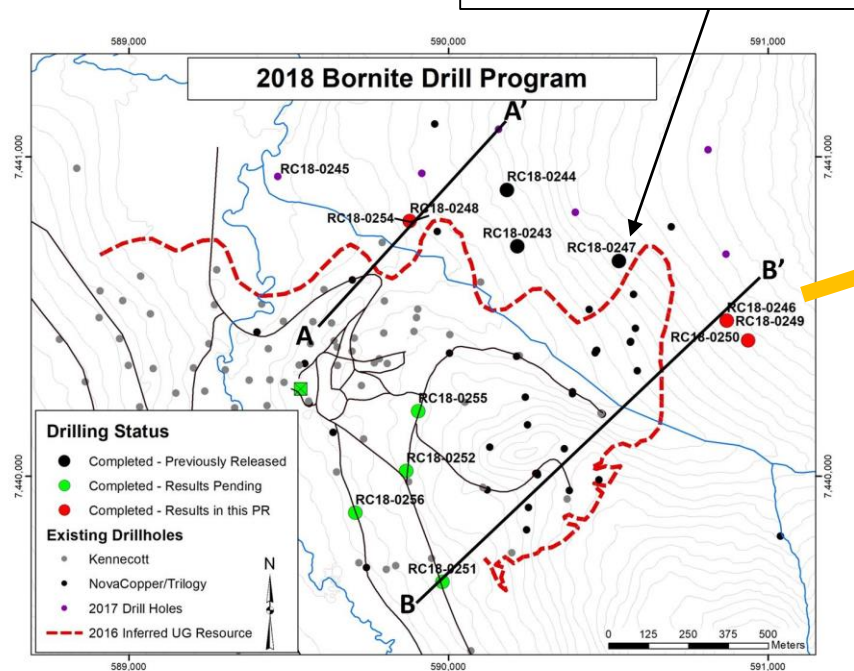 589,000
590,000
591,000
2018 Bornite Drill Program
A'
7,441,000
7,441,000
RC18-0245
RC18-0244
RC18-0248
RC18-0254
RC18-0243
RC18-0247
B'
RC18-0246
RC18-0249
RC18-0250
A
RC18-0255
RC18-0252
RC18-0256
RC18-0251
B
7,440,000
7,440,000
Drilling Status
Completed - Previously Released
Completed - Results Pending
Completed - Results in this PR
Existing Drillholes
Kennecott
NovaCopper/Trilogy
2017 Drill Holes
2016 Inferred UG Resource
N
0 125 250 375 500
Meters
589,000
590,000
591,000